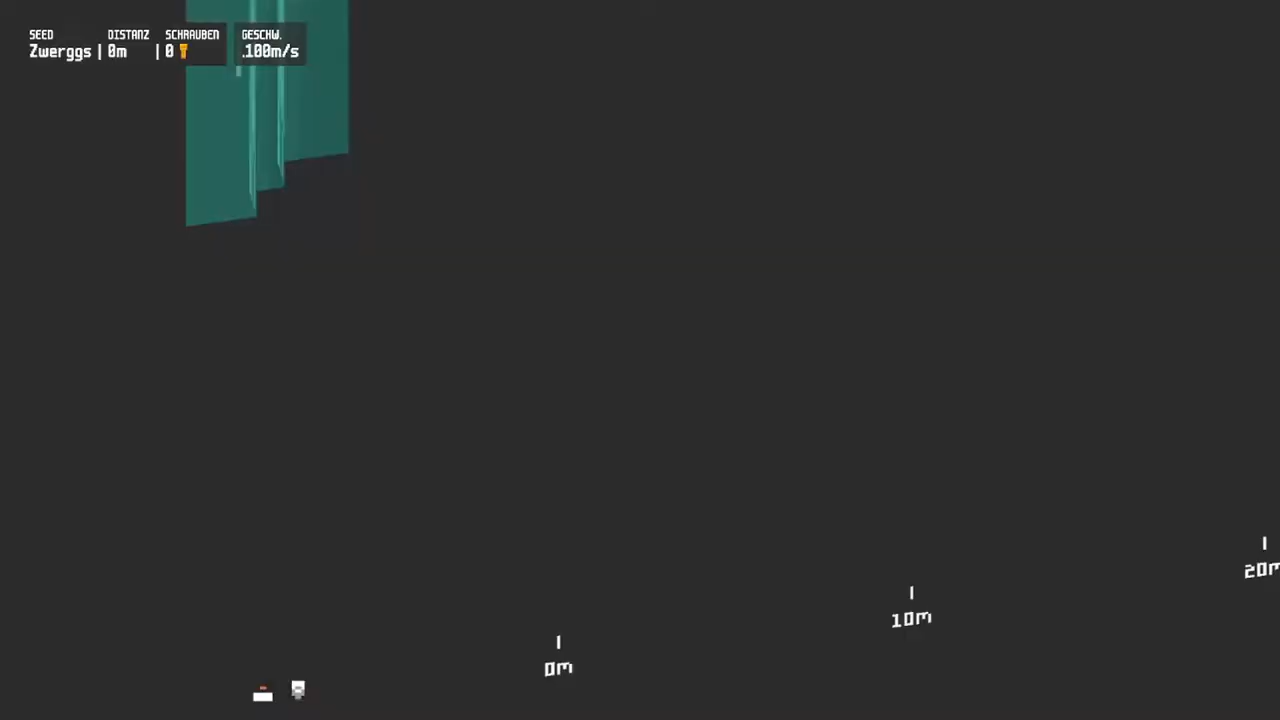 SEED DISTANZ SCHRAUBEN GESCHW.
Zwerggs | 0m | 0 .100m/s
20m
10m
0m